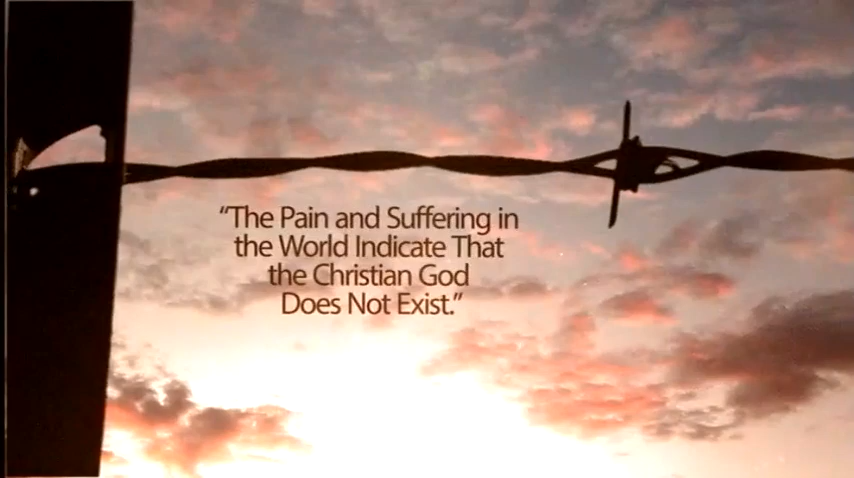 “The Pain and Suffering in
the World Indicate That
the Christian God
Does Not Exist.”